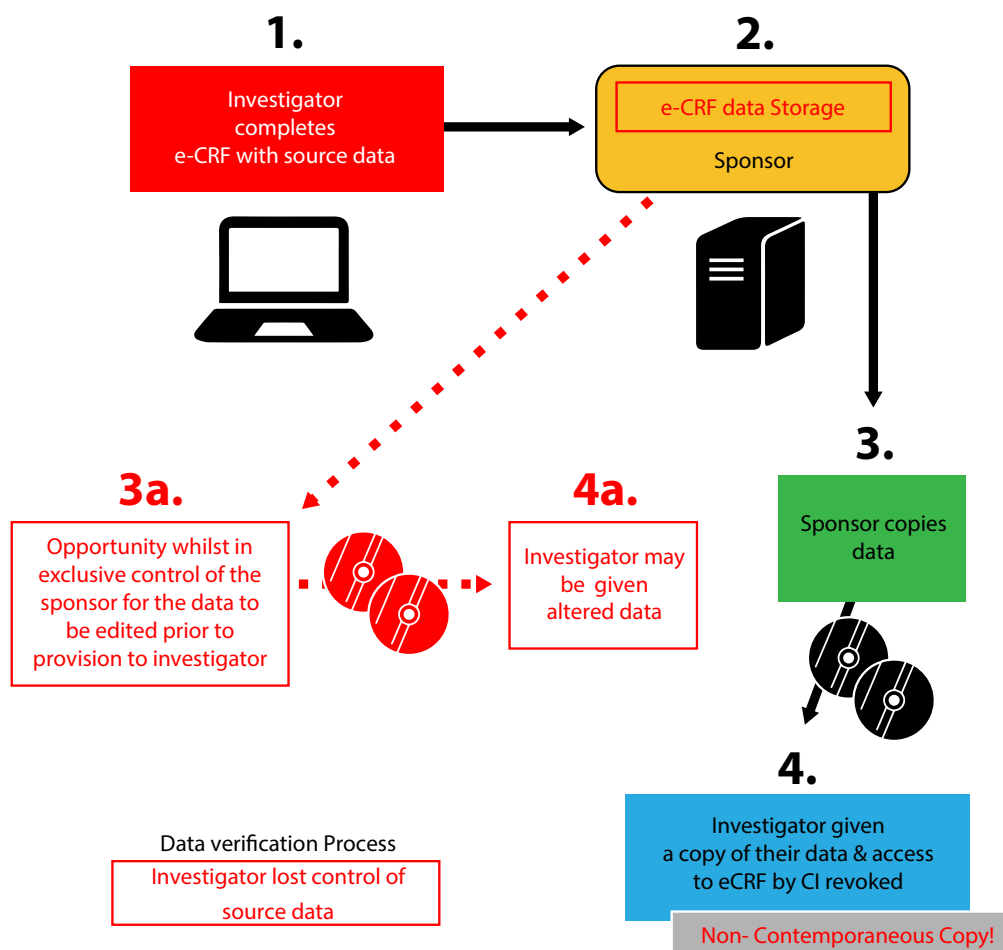 1.
Investigator
completes
e-CRF with source data
2.
e-CRF data Storage
Sponsor
3.
Sponsor copies
data
3a.
Opportunity whilst in
exclusive control of the
sponsor for the data to
be edited prior to
provision to investigator
4a.
Investigator may
be given
altered data
4.
Investigator given
a copy of their data & access
to eCRF by CI revoked
Non- Contemporaneous Copy!
Data verification Process
Investigator lost control of
source data